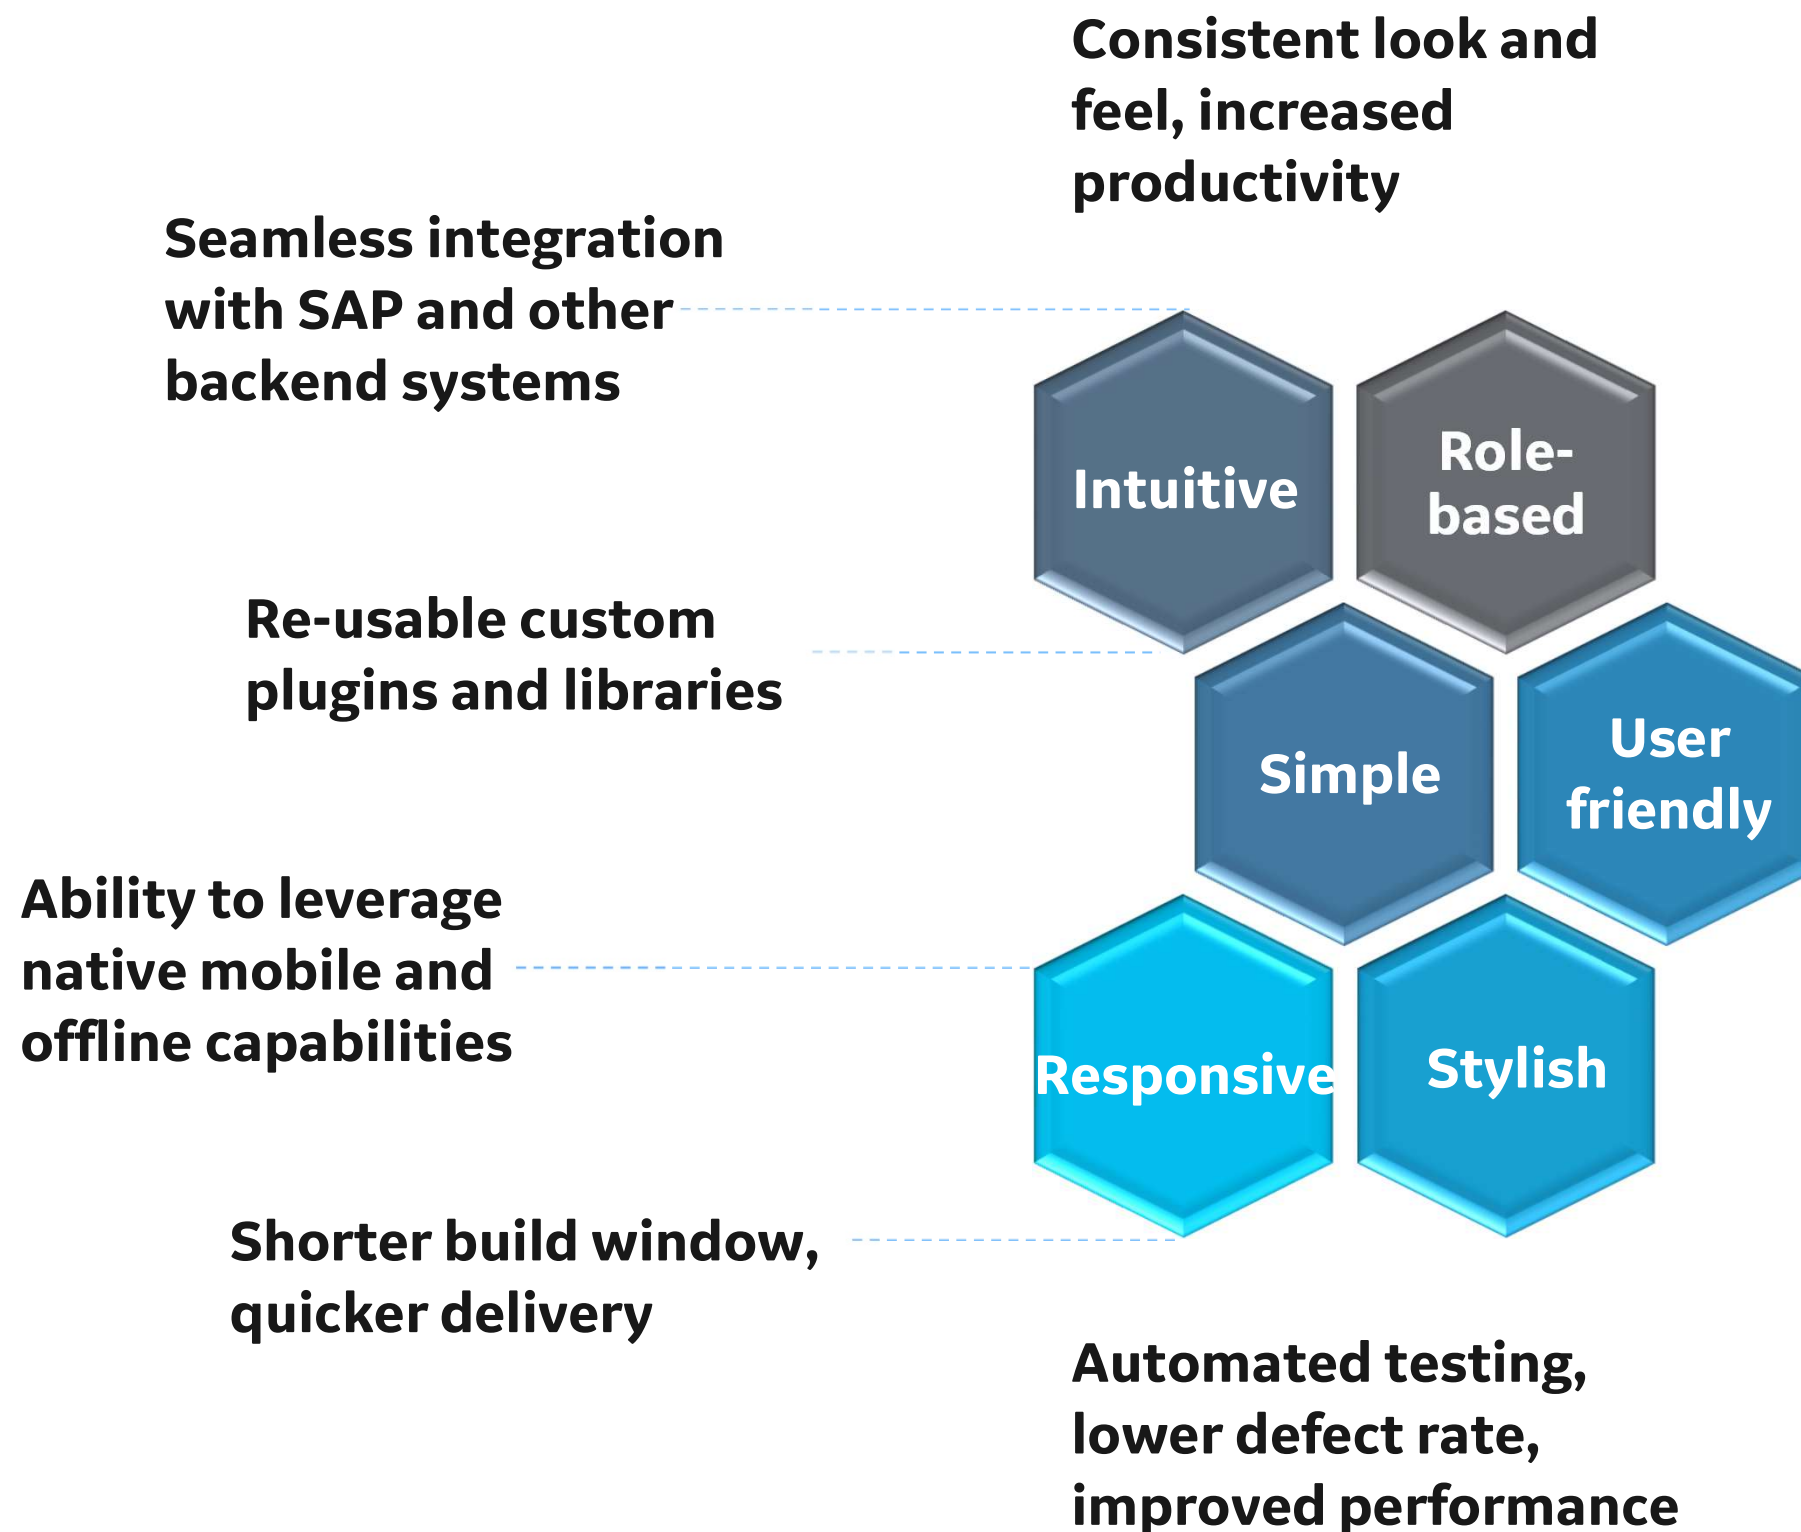 Consistent look and
feel, increased
productivity
Seamless integration
with SAP and other
backend systems
Intuitive
Role-
based
Re-usable custom
plugins and libraries
Simple
User
friendly
Ability to leverage
native mobile and
offline capabilities
Responsive
Stylish
Shorter build window,
quicker delivery
Automated testing,
lower defect rate,
improved performance